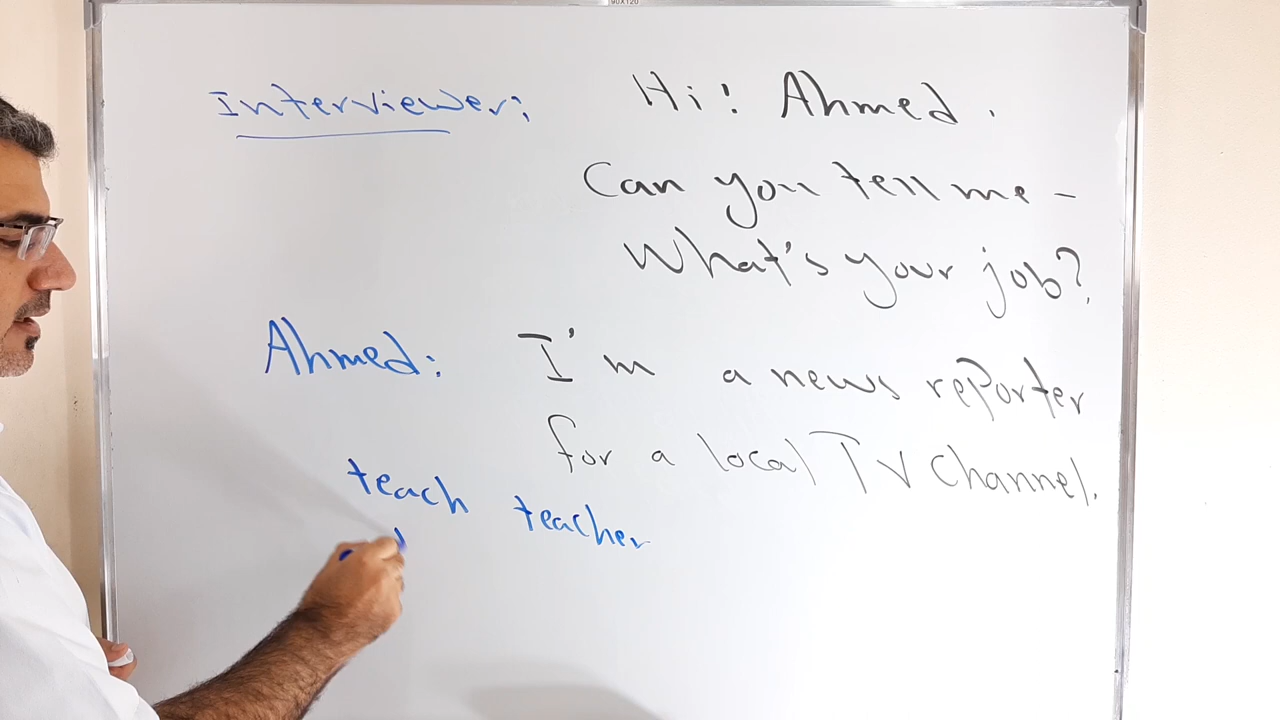 90X120
Interviewer: Hi! Ahmed.
Can you tell me -
What's your job?
Ahmed: I'm a news reporter
for a local TV Channel.
teach teacher